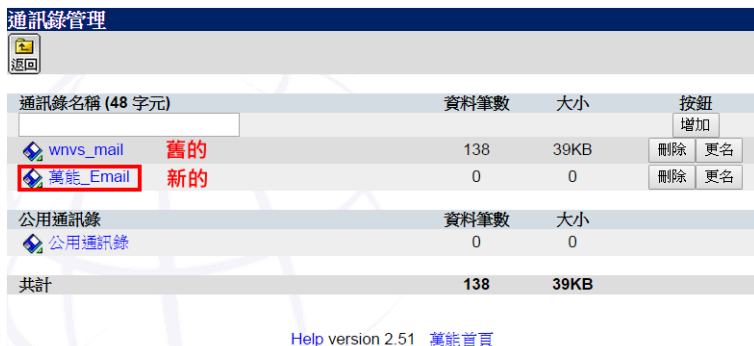 通訊錄管理
返回
通訊錄名稱 (48 字元) 資料筆數 大小 按鈕
增加
wnvs_mail 舊的 138 39KB 刪除 更名
萬能_Email 新的 0 0 刪除 更名
公用通訊錄 資料筆數 大小
公用通訊錄 0 0
共計 138 39KB
Help version 2.51 萬能首頁